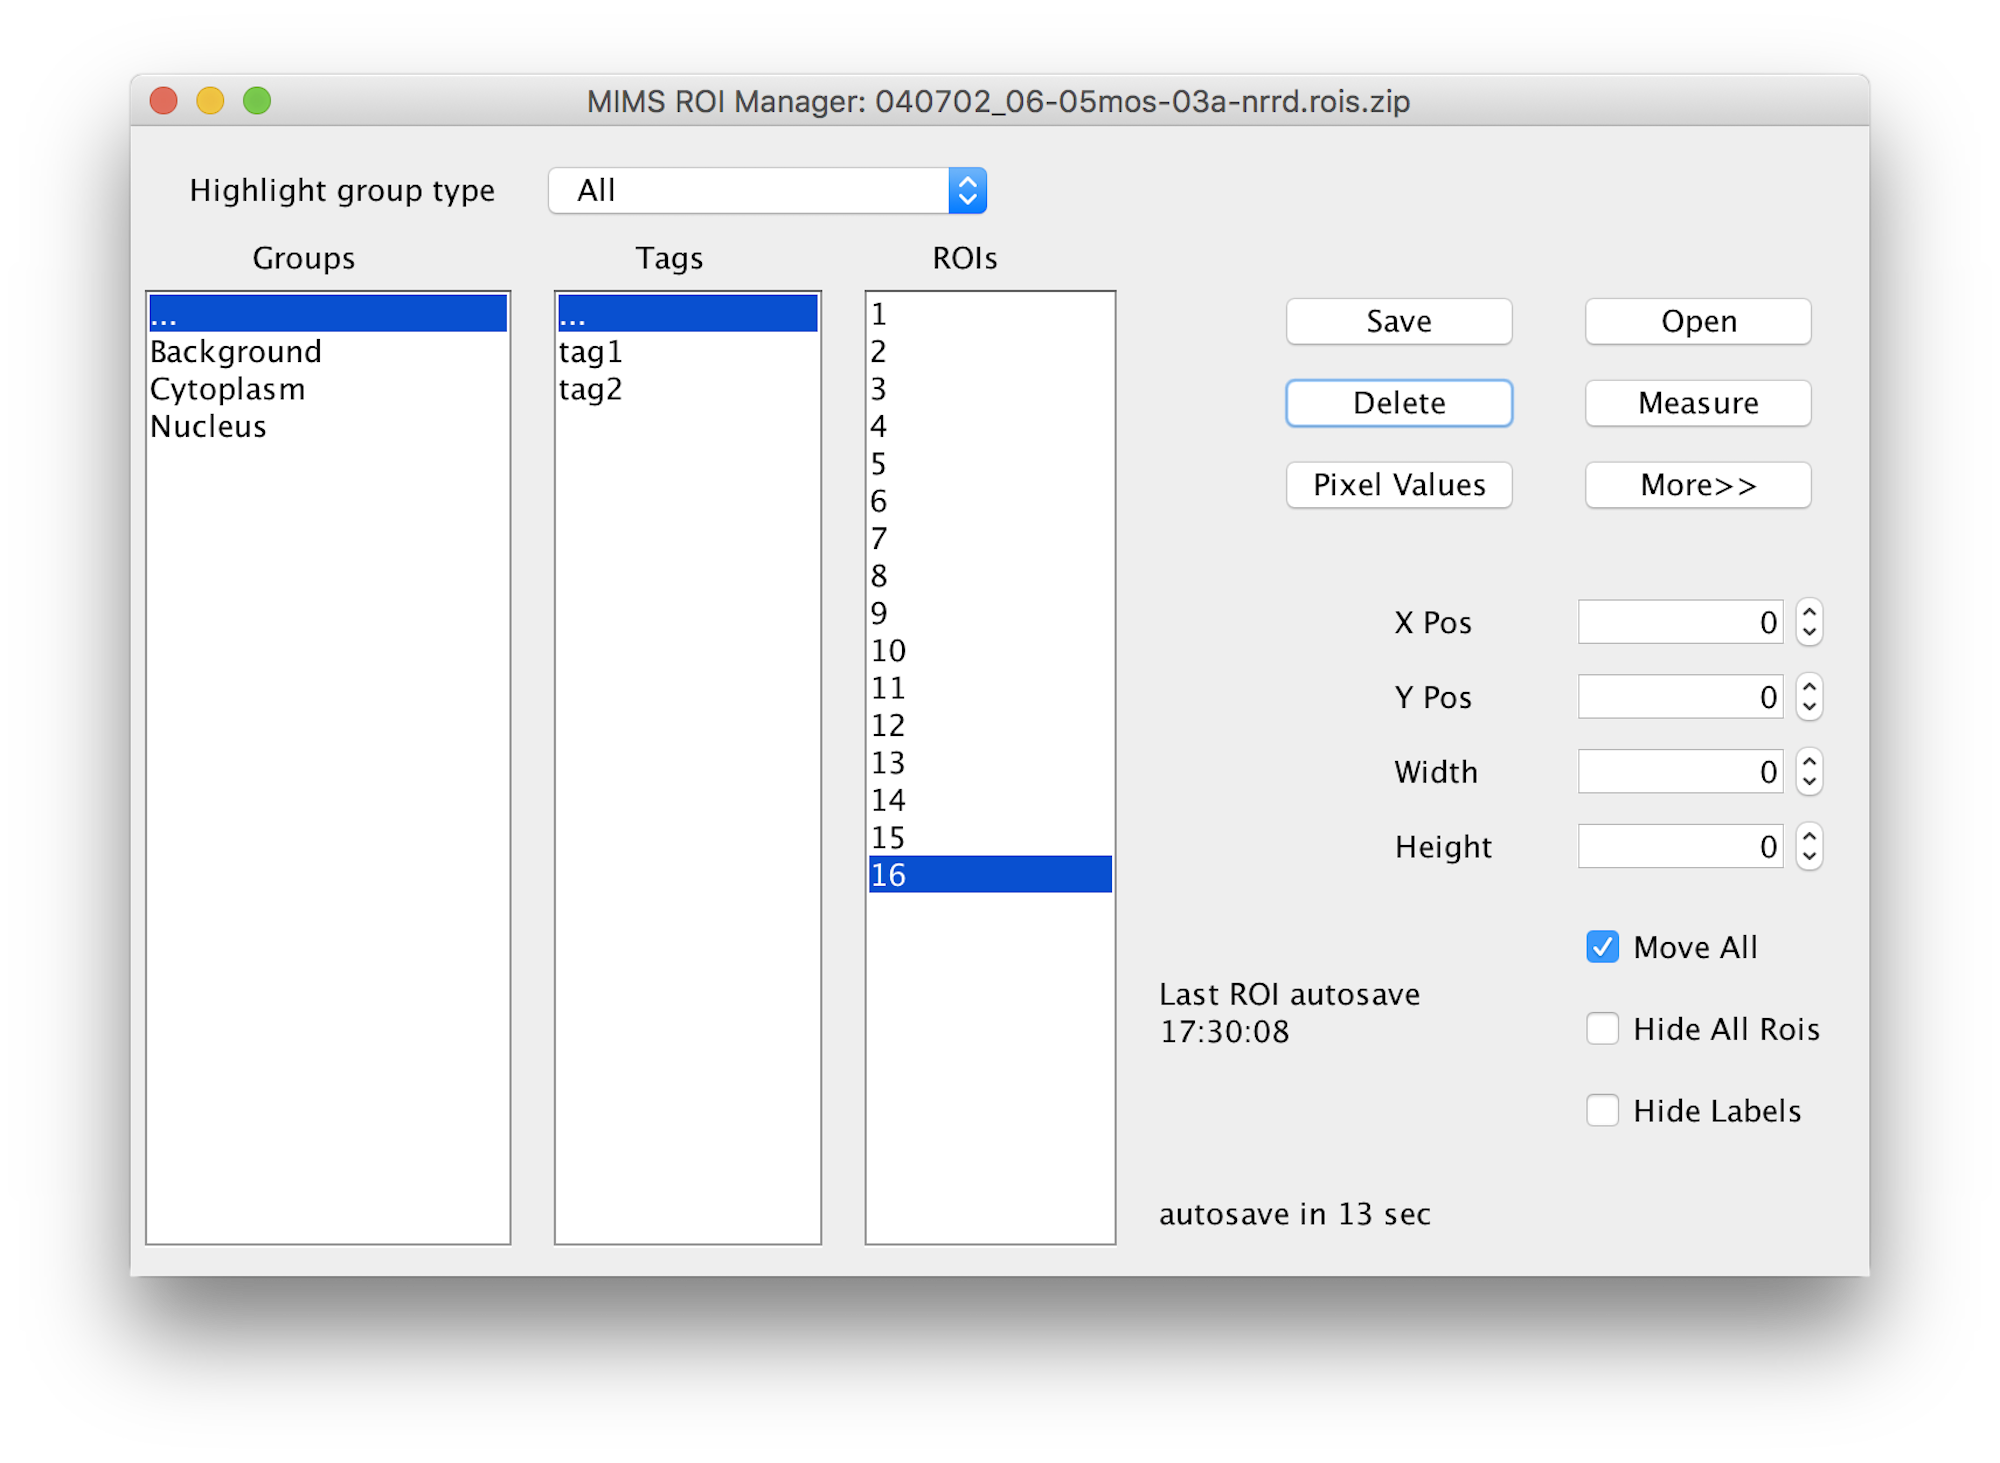 MIMS ROI Manager: 040702_06-05mos-03a-nrrd.rois.zip
Highlight group type
All
Groups
Tags
ROIs
...
Background
Cytoplasm
Nucleus
...
tag1
tag2
1
2
3
4
5
6
7
8
9
10
11
12
13
14
15
16
Save
Open
Delete
Measure
Pixel Values
More>>
X Pos
0
Y Pos
0
Width
0
Height
0
Move All
Last ROI autosave
17:30:08
Hide All Rois
Hide Labels
autosave in 13 sec